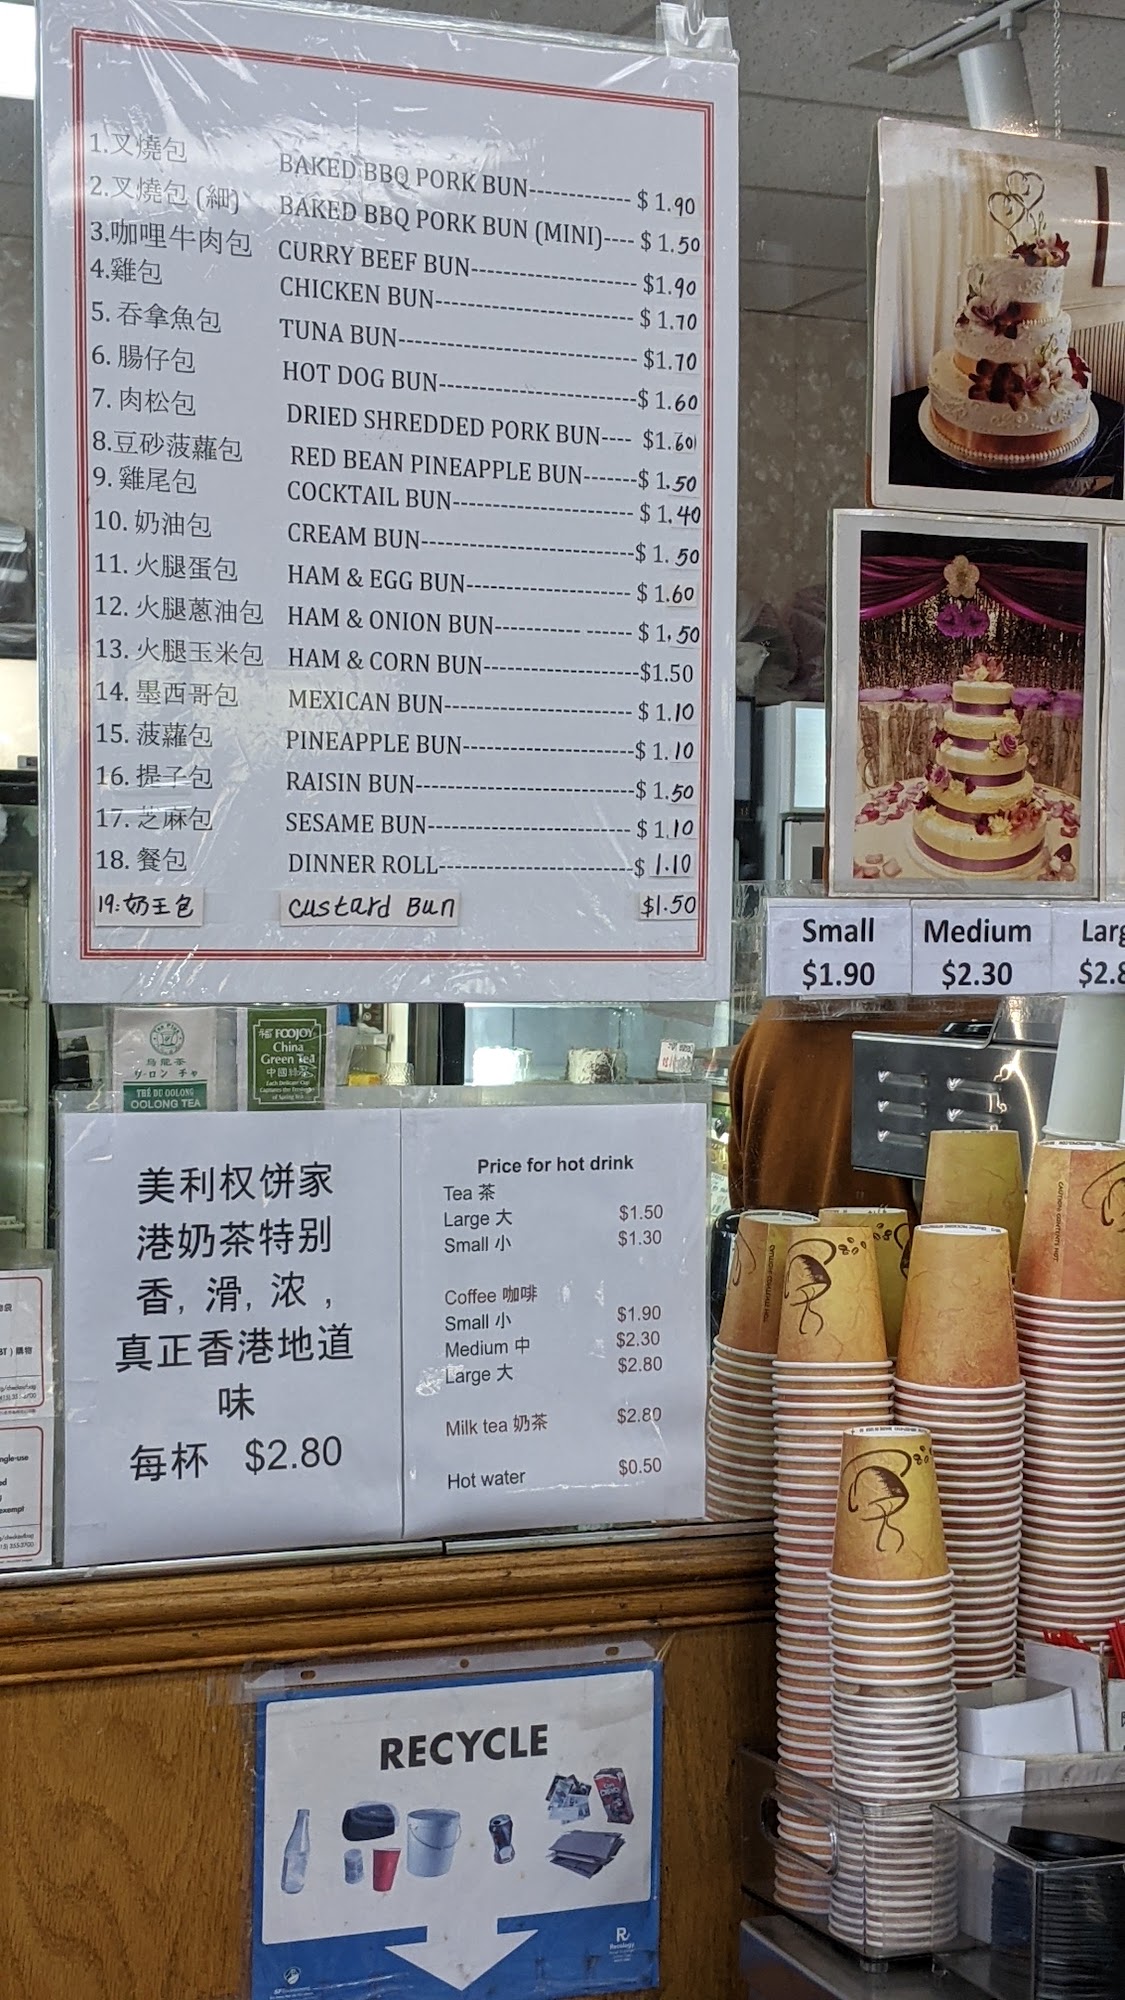 1.叉燒包 BAKED BBQ PORK BUN----------- $ 1.90
2.叉燒包 (細) BAKED BBQ PORK BUN (MINI)---- $ 1.50
3.咖哩牛肉包 CURRY BEEF BUN------------------ $1.90
4.雞包 CHICKEN BUN---------------------- $ 1.70
5. 吞拿魚包 TUNA BUN-------------------------- $1.70
6. 腸仔包 HOT DOG BUN----------------------$ 1.60
7. 肉松包 DRIED SHREDDED PORK BUN---- $1.60
8.豆砂菠蘿包 RED BEAN PINEAPPLE BUN-------$ 1.50
9. 雞尾包 COCKTAIL BUN-------------------- $ 1.40
10. 奶油包 CREAM BUN------------------------$ 1.50
11. 火腿蛋包 HAM & EGG BUN------------------ $ 1.60
12. 火腿蔥油包 HAM & ONION BUN---------- ------ $ 1.50
13. 火腿玉米包 HAM & CORN BUN-----------------$1.50
14. 墨西哥包 MEXICAN BUN--------------------- $ 1.10
15. 菠蘿包 PINEAPPLE BUN-------------------$ 1.10
16. 提子包 RAISIN BUN------------------------$ 1.50
17. 芝麻包 SESAME BUN----------------------- $ 1.10
18. 餐包 DINNER ROLL----------------------$ 1.10
19:奶王包 custard Bun $1.50
Small Medium
$1.90 $2.30
烏龍茶
ウーロン チャ
THÉ DU OOLONG
OOLONG TEA
FOOJOY
China
Green Tea
中國綠茶
美利权饼家
港奶茶特别
香, 滑, 浓 ,
真正香港地道
味
每杯 $2.80
Price for hot drink
Tea 茶
Large 大 $1.50
Small 小 $1.30
Coffee 咖啡
Small 小 $1.90
Medium 中 $2.30
Large 大 $2.80
Milk tea 奶茶 $2.80
Hot water $0.50
RECYCLE
Recology